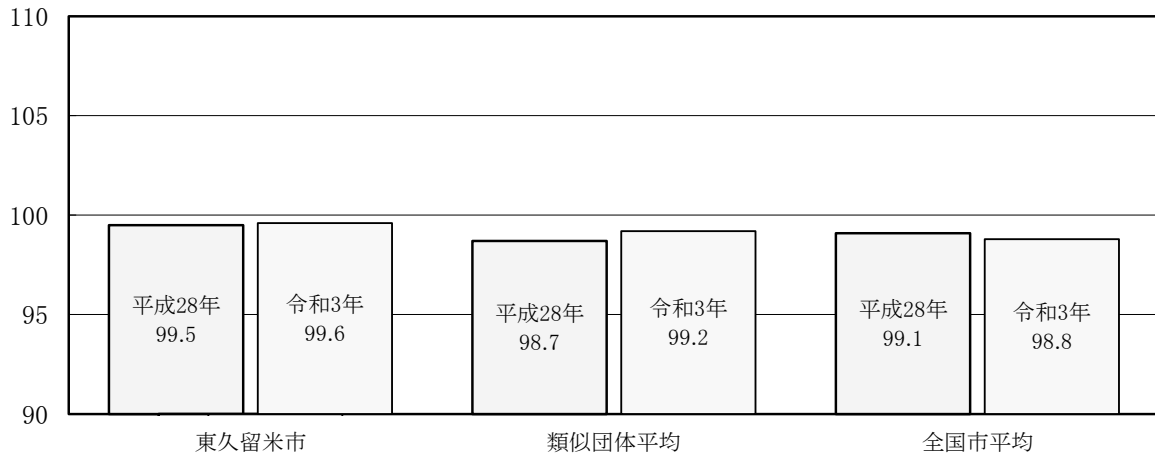 110
105
100
95
90
平成28年
99.5
令和3年
99.6
平成28年
98.7
令和3年
99.2
平成28年
99.1
令和3年
98.8
東久留米市
類似団体平均
全国市平均